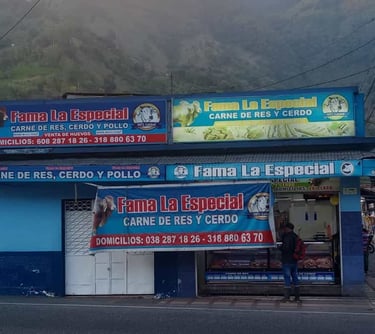 Fama La Especial
CARNE DE RES, CERDO Y POLLO
VENTA DE HUEVOS
DOMICILIOS: 608 287 18 26 - 318 880 63 70
Fama La Especial
CARNE DE RES Y CERDO
NE DE RES, CERDO Y POLLO
Fama La Especial
Fama La Especial
CARNE DE RES Y CERDO
DOMICILIOS: 038 287 18 26 - 316 880 63 70